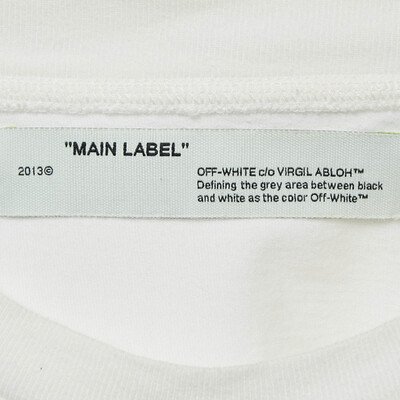 "MAIN LABEL"
2013©
OFF-WHITE c/o VIRGIL ABLOH™
Defining the grey area between black
and white as the color Off-White™